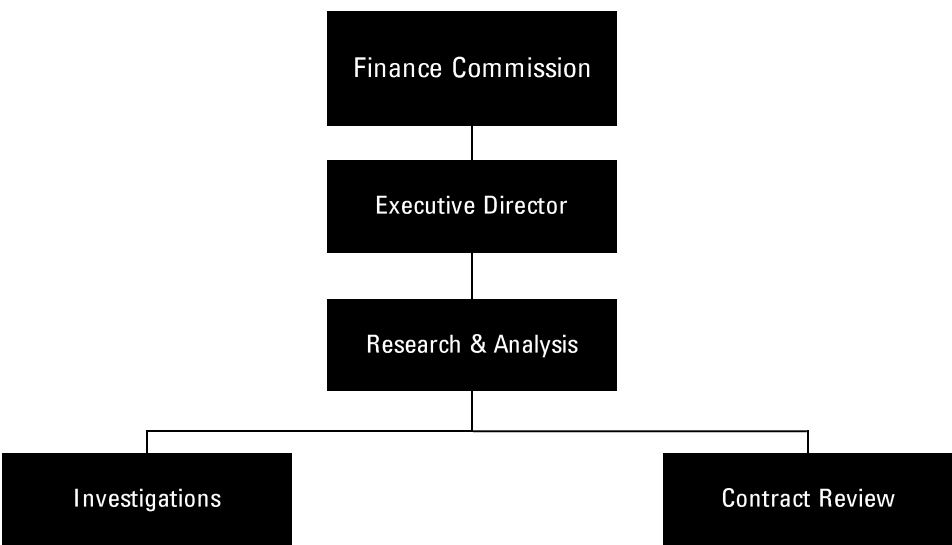 Finance Commission
Executive Director
Research & Analysis
Investigations
Contract Review